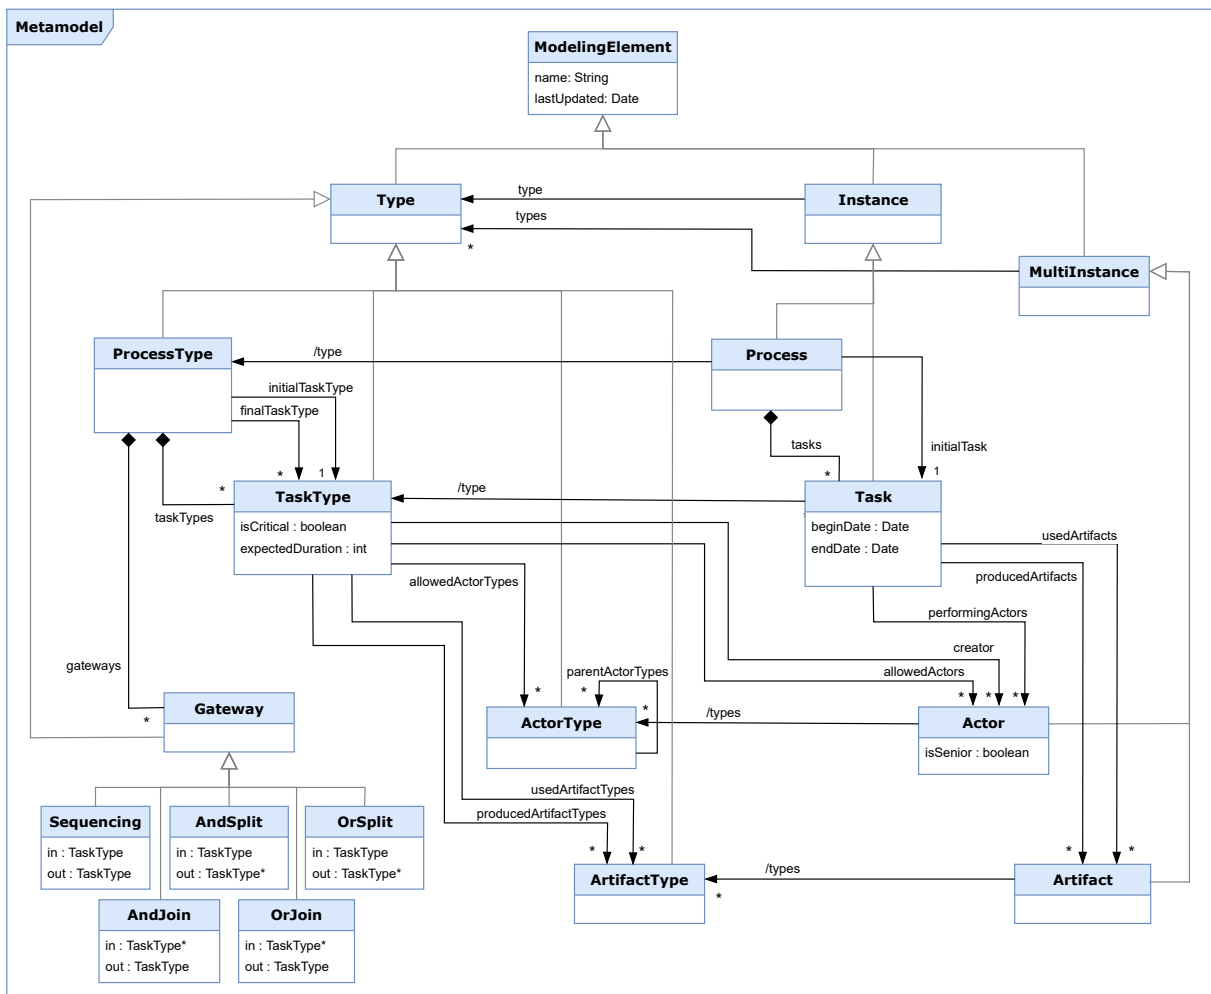 Metamodel
ModelingElement
name: String
lastUpdated: Date
Type
type
Instance
types
*
MultiInstance
ProcessType
/type
Process
initialTaskType
finalTaskType
tasks
initialTask
*
1
*
*
1
TaskType
/type
Task
taskTypes
isCritical : boolean
expectedDuration : int
beginDate : Date
endDate : Date
usedArtifacts
allowedActorTypes
producedArtifacts
performingActors
creator
gateways
parentActorTypes
allowedActors
*
*
*
*
*
*
Gateway
*
ActorType
/types
Actor
isSenior : boolean
usedArtifactTypes
producedArtifactTypes
Sequencing
in : TaskType
out : TaskType
AndSplit
in : TaskType
out : TaskType*
OrSplit
in : TaskType
out : TaskType*
*
*
*
*
ArtifactType
/types
*
Artifact
AndJoin
in : TaskType*
out : TaskType
OrJoin
in : TaskType*
out : TaskType